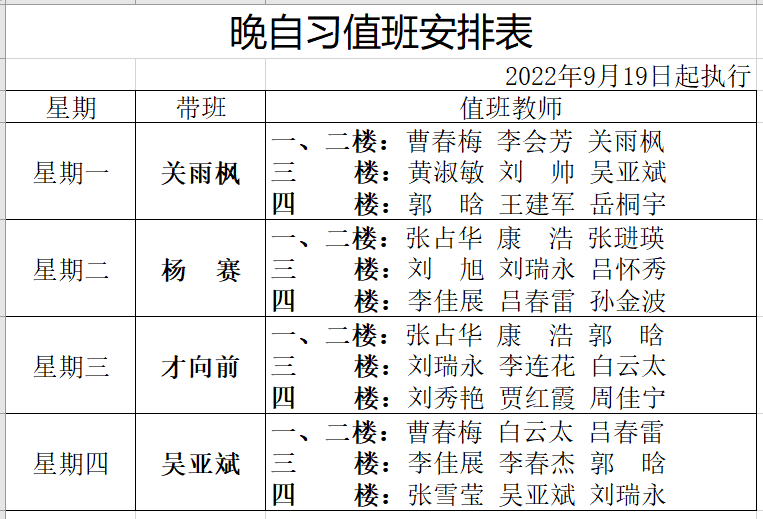 晚自习值班安排表
2022年9月19日起执行
星期 带班 值班教师
一、二楼：曹春梅 李会芳 关雨枫
星期一 关雨枫 三 楼：黄淑敏 刘 帅 吴亚斌
四 楼：郭 晗 王建军 岳桐宇
一、二楼：张占华 康 浩 张琎瑛
星期二 杨 赛 三 楼：刘 旭 刘瑞永 吕怀秀
四 楼：李佳展 吕春雷 孙金波
一、二楼：张占华 康 浩 郭 晗
星期三 才向前 三 楼：刘瑞永 李连花 白云太
四 楼：刘秀艳 贾红霞 周佳宁
一、二楼：曹春梅 白云太 吕春雷
星期四 吴亚斌 三 楼：李佳展 李春杰 郭 晗
四 楼：张雪莹 吴亚斌 刘瑞永